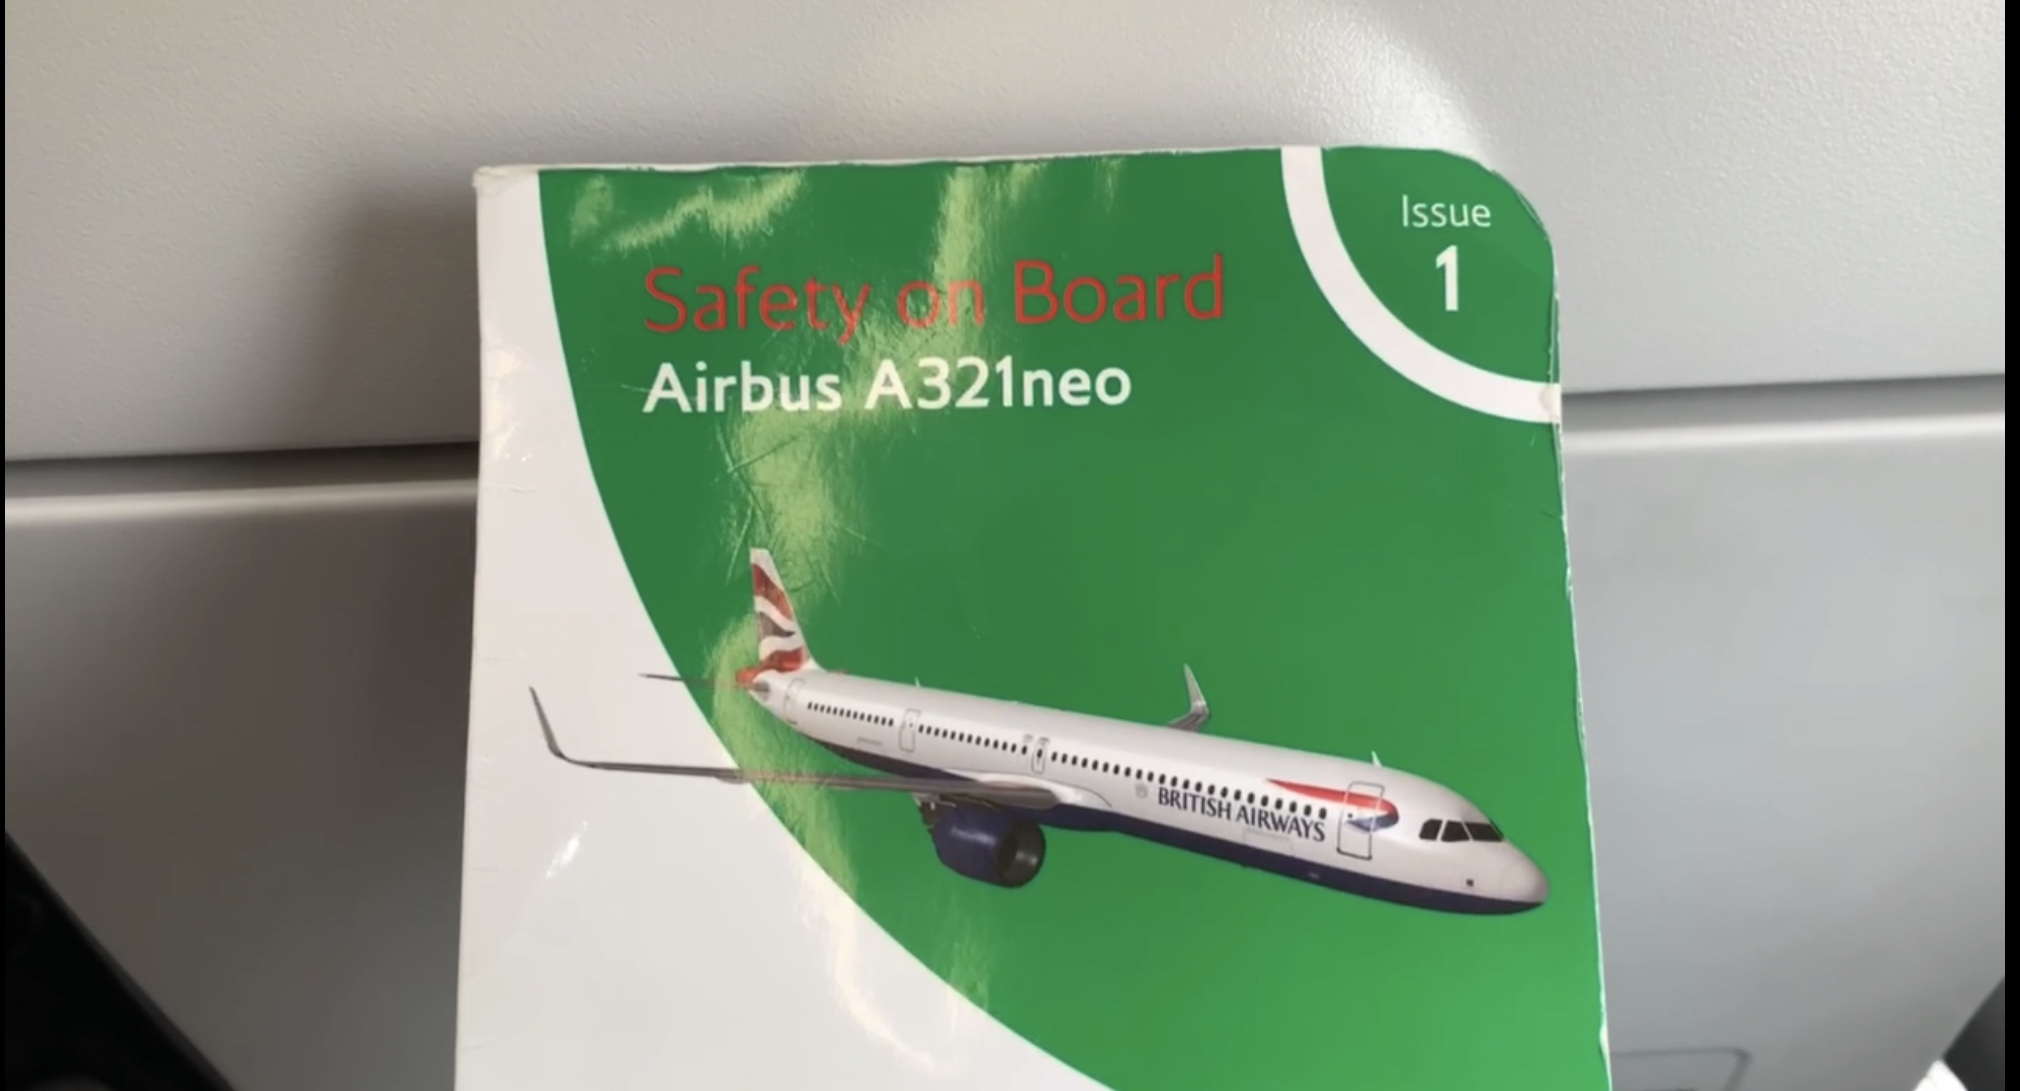 Issue
1
Safety on Board
Airbus A321neo
BRITISH AIRWAYS